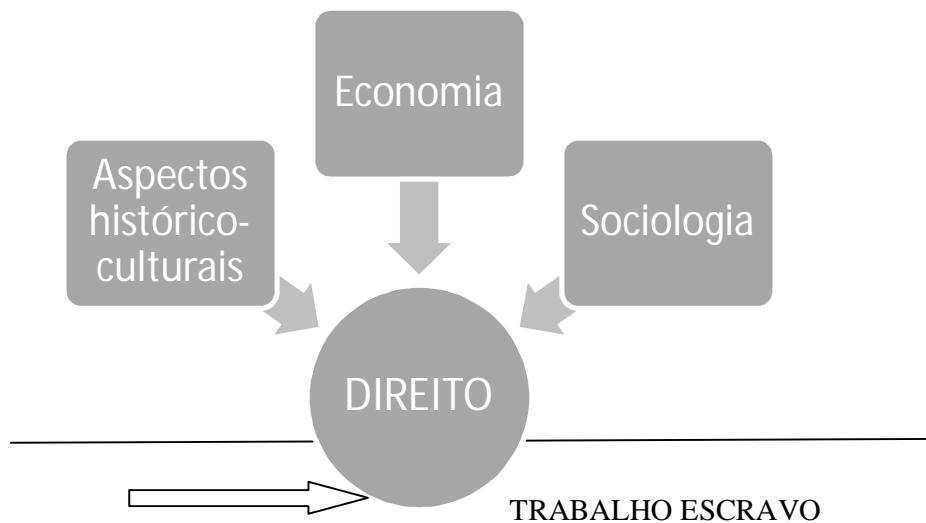 Economia
Aspectos
histórico-
culturais
Sociologia
DIREITO
TRABALHO ESCRAVO